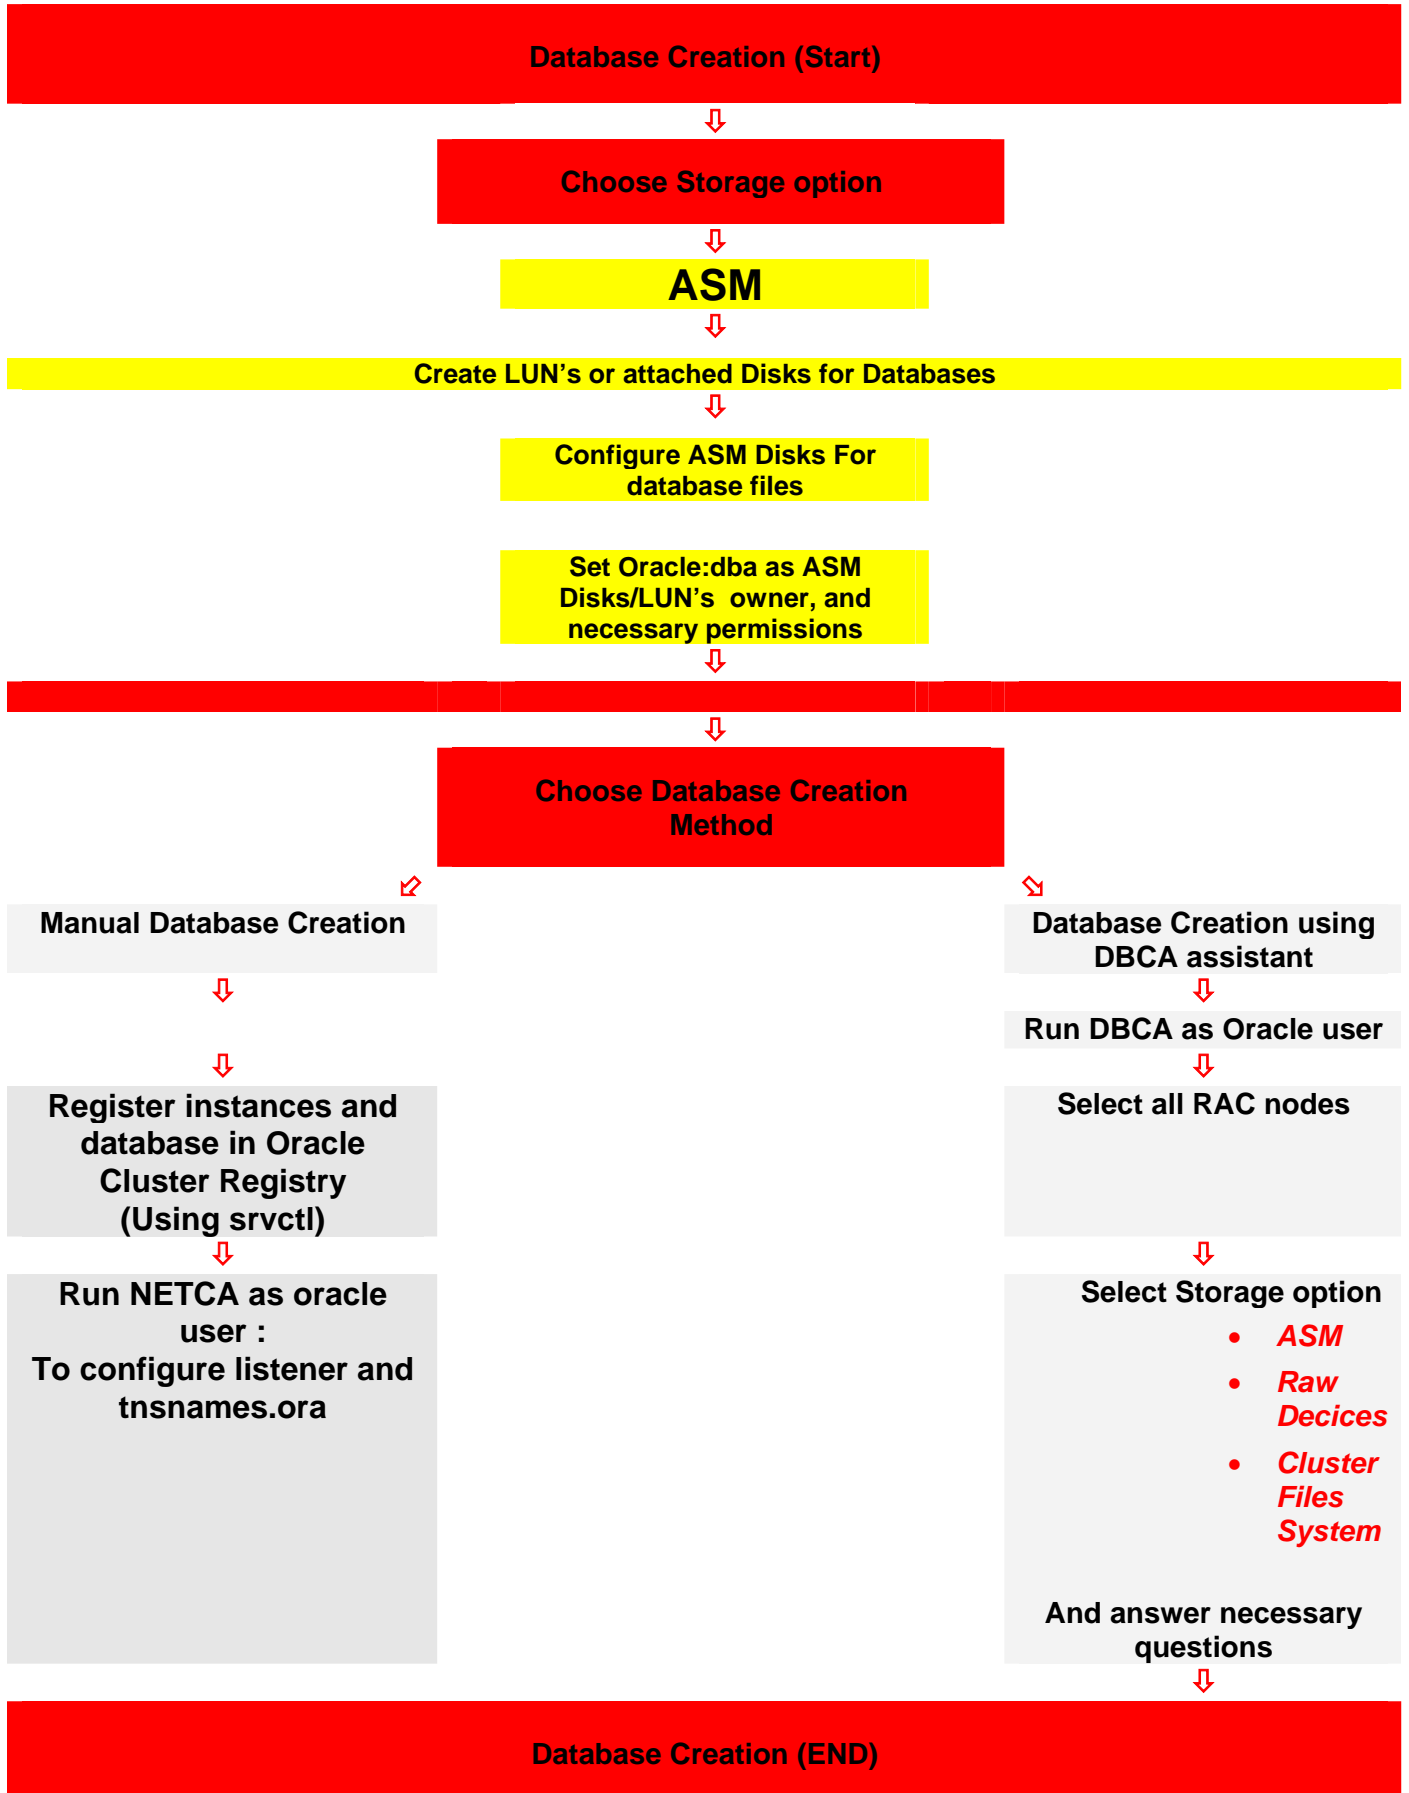 Database Creation (Start)
Choose Storage option
ASM
Create LUN's or attached Disks for Databases
Configure ASM Disks For
database files
Set Oracle:dba as ASM
Disks/LUN's owner, and
necessary permissions
Choose Database Creation
Method
Manual Database Creation
Database Creation using
DBCA assistant
Run DBCA as Oracle user
Register instances and
database in Oracle
Cluster Registry
(Using srvctl)
Select all RAC nodes
Run NETCA as oracle
user :
To configure listener and
tnsnames.ora
Select Storage option
• ASM
• Raw
Decices
• Cluster
Files
System
And answer necessary
questions
Database Creation (END)